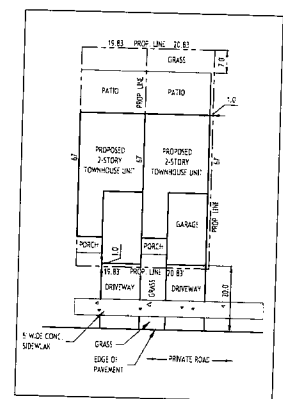 19.83 PROP LINE 20.83
GRASS
7.0
PATIO
PROP LINE
PATIO
1.0
PROPOSED
2-STORY
TOWNHOUSE UNIT
PROPOSED
2-STORY
TOWNHOUSE UNIT
67
67
67
GARAGE
PROP LINE
PORCH
1.0
PORCH
19.83 PROP LINE 20.83
DRIVEWAY
GRASS
DRIVEWAY
20.0
5' WIDE CONC.
SIDEWLAK
GRASS
EDGE OF
PAVEMENT
PRIVATE ROAD